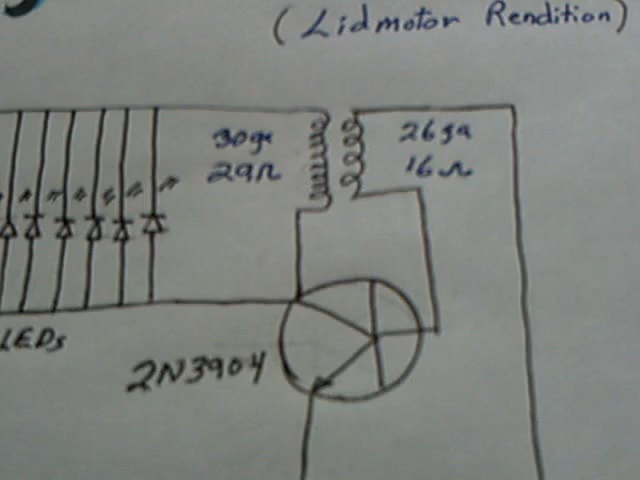 (Lidmotor Rendition)
30ga 26ga
29Ω 16Ω
LEDs
2N3904